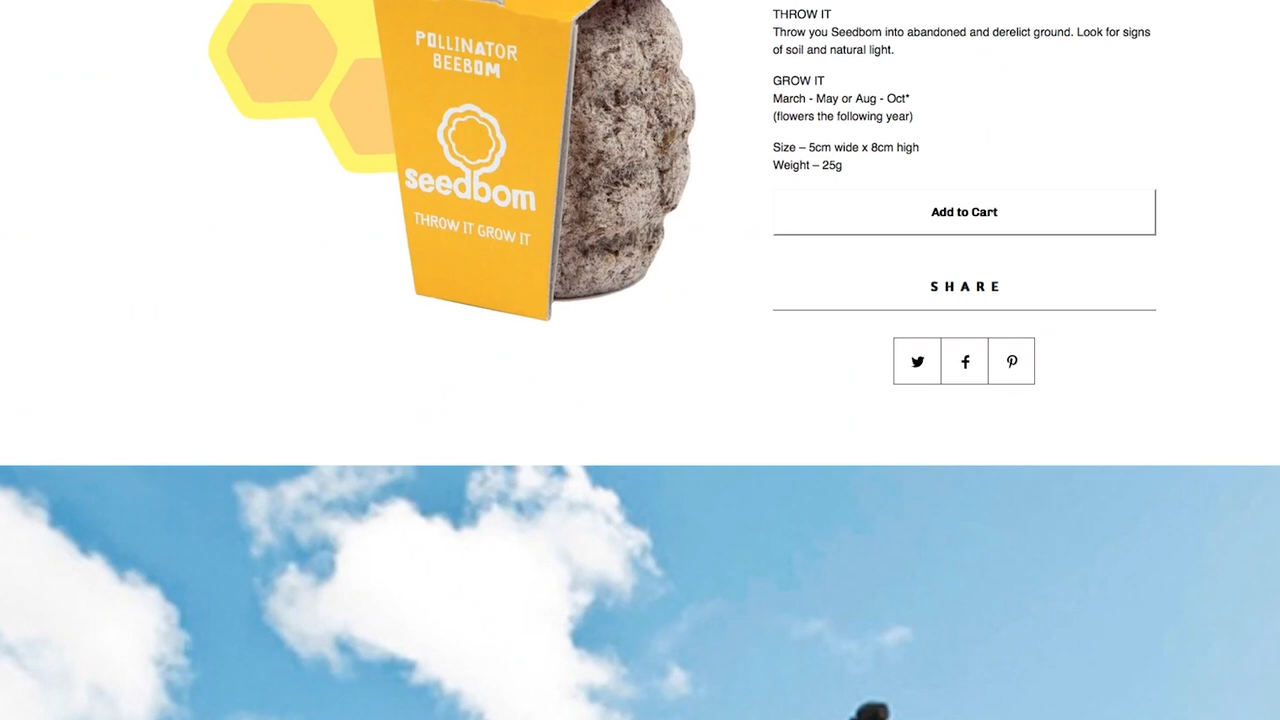 POLLINATOR
BEEBOM
seedbom
THROW IT GROW IT
THROW IT
Throw you Seedbom into abandoned and derelict ground. Look for signs
of soil and natural light.
GROW IT
March - May or Aug - Oct*
(flowers the following year)
Size – 5cm wide x 8cm high
Weight – 25g
Add to Cart
SHARE